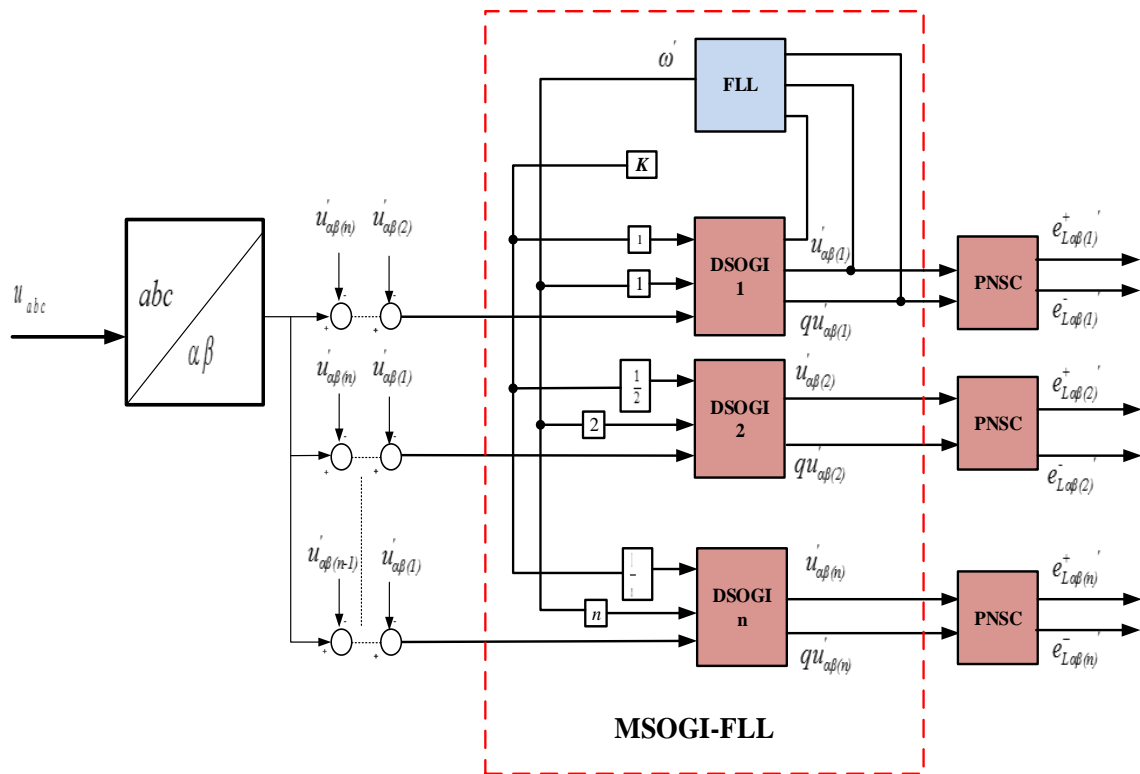 ω'
FLL
K
u_abc
abc
αβ
u'_αβ(n)
u'_αβ(2)
-
-
+
+
1
1
DSOGI
1
u'_αβ(1)
qu'_αβ(1)
PNSC
e^+_Lαβ(1)'
e^-_Lαβ(1)'
u'_αβ(n)
u'_αβ(1)
-
-
+
+
1/2
2
DSOGI
2
u'_αβ(2)
qu'_αβ(2)
PNSC
e^+_Lαβ(2)'
e^-_Lαβ(2)'
u'_αβ(n-1)
u'_αβ(1)
-
-
+
+
n
DSOGI
n
u'_αβ(n)
qu'_αβ(n)
PNSC
e^+_Lαβ(n)'
e^-_Lαβ(n)'
MSOGI-FLL